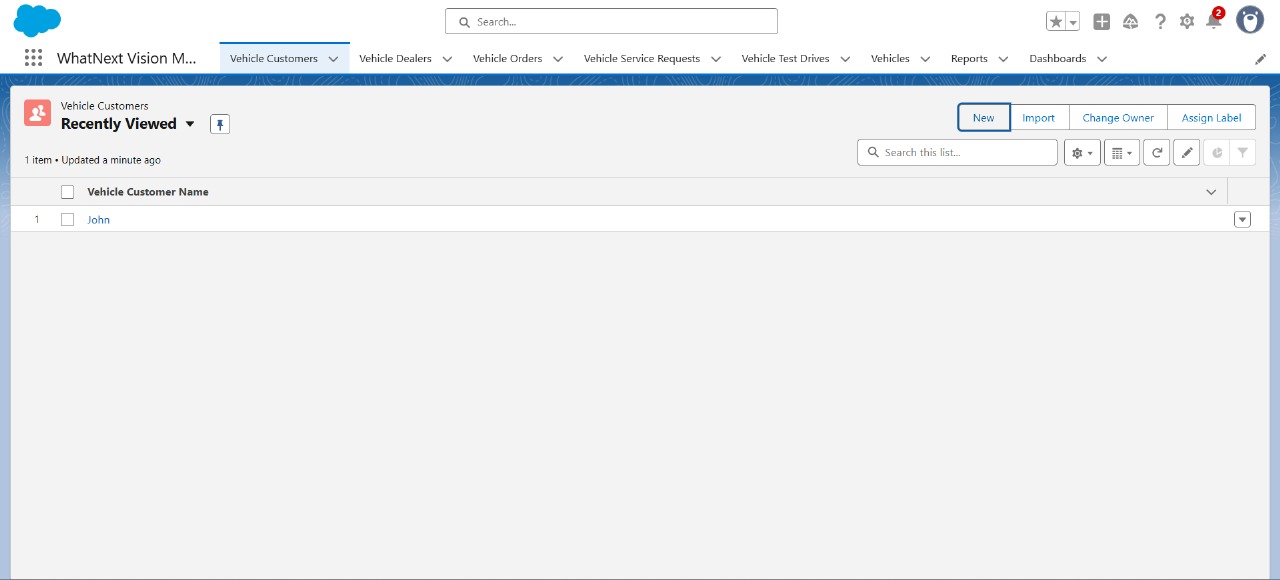 Search...
2
WhatNext Vision M...
Vehicle Customers
Vehicle Dealers
Vehicle Orders
Vehicle Service Requests
Vehicle Test Drives
Vehicles
Reports
Dashboards
Vehicle Customers
Recently Viewed
New
Import
Change Owner
Assign Label
1 item • Updated a minute ago
Search this list...
Vehicle Customer Name
1
John